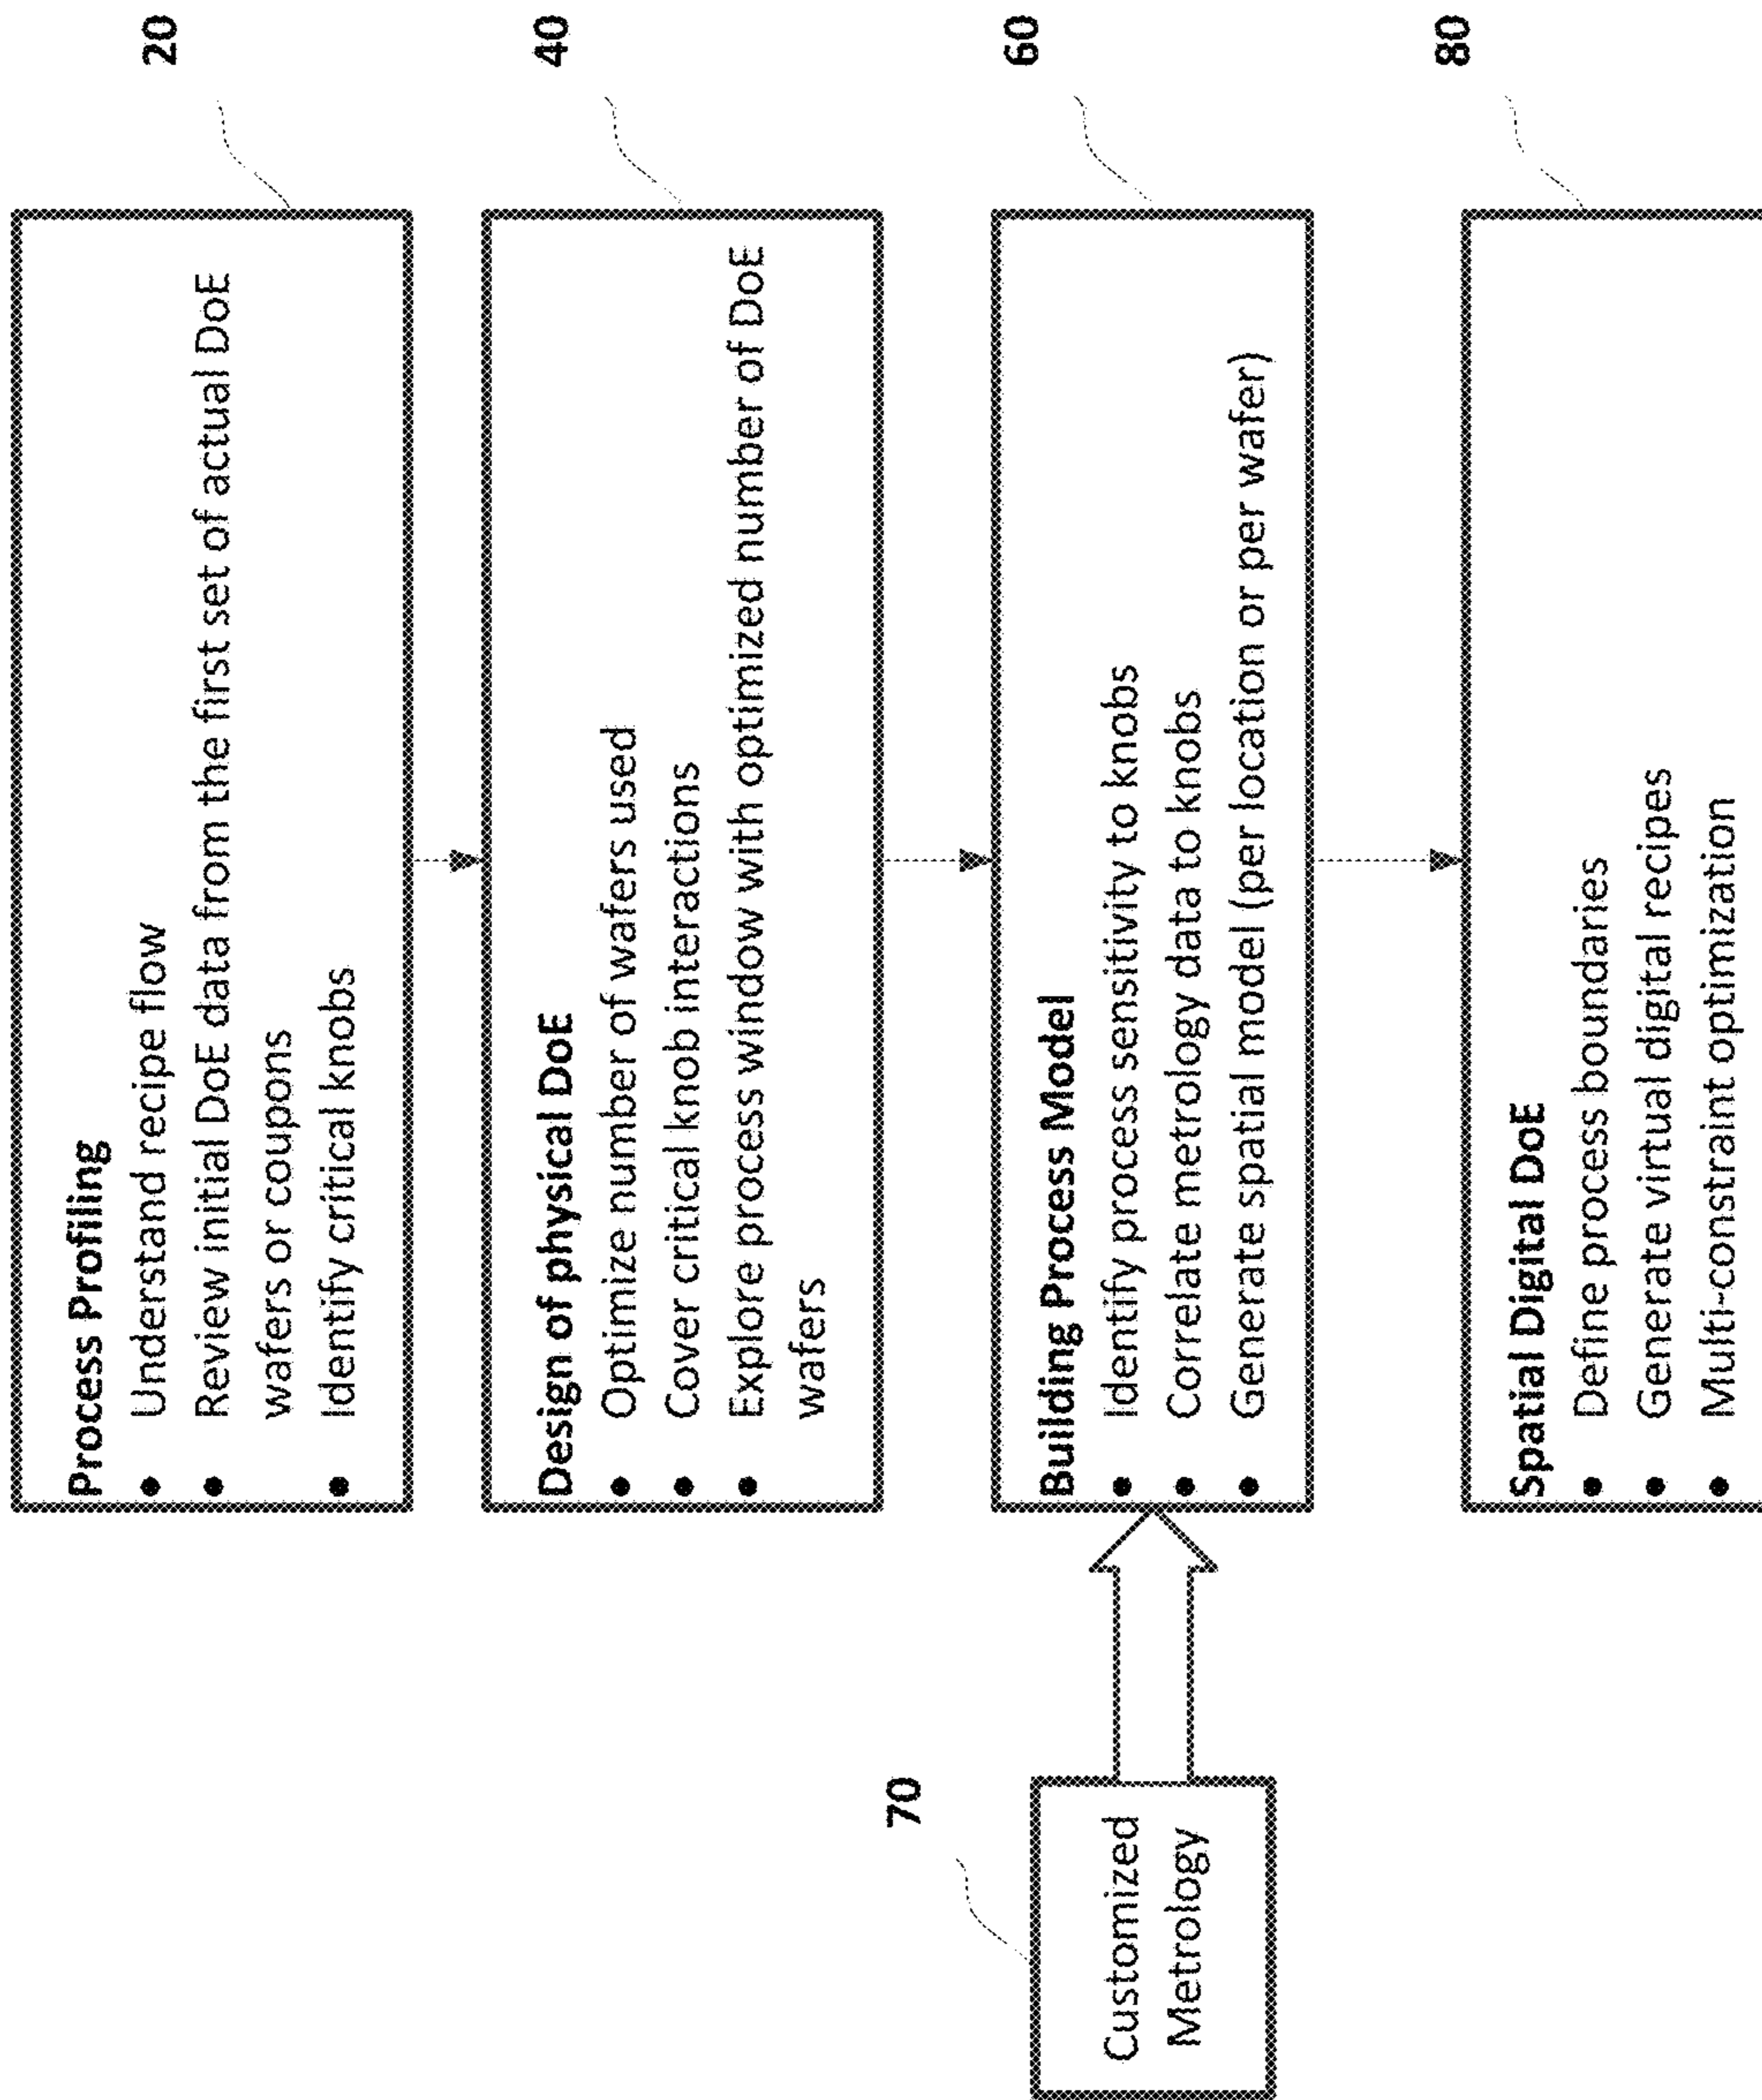 Process Profiling
• Understand recipe flow
• Review initial DoE data from the first set of actual DoE
wafers or coupons
• Identify critical knobs
20
Design of physical DoE
• Optimize number of wafers used
• Cover critical knob interactions
• Explore process window with optimized number of DoE
wafers
40
70
Customized
Metrology
Building Process Model
• Identify process sensitivity to knobs
• Correlate metrology data to knobs
• Generate spatial model (per location or per wafer)
60
Spatial Digital DoE
• Define process boundaries
• Generate virtual digital recipes
• Multi-constraint optimization
80